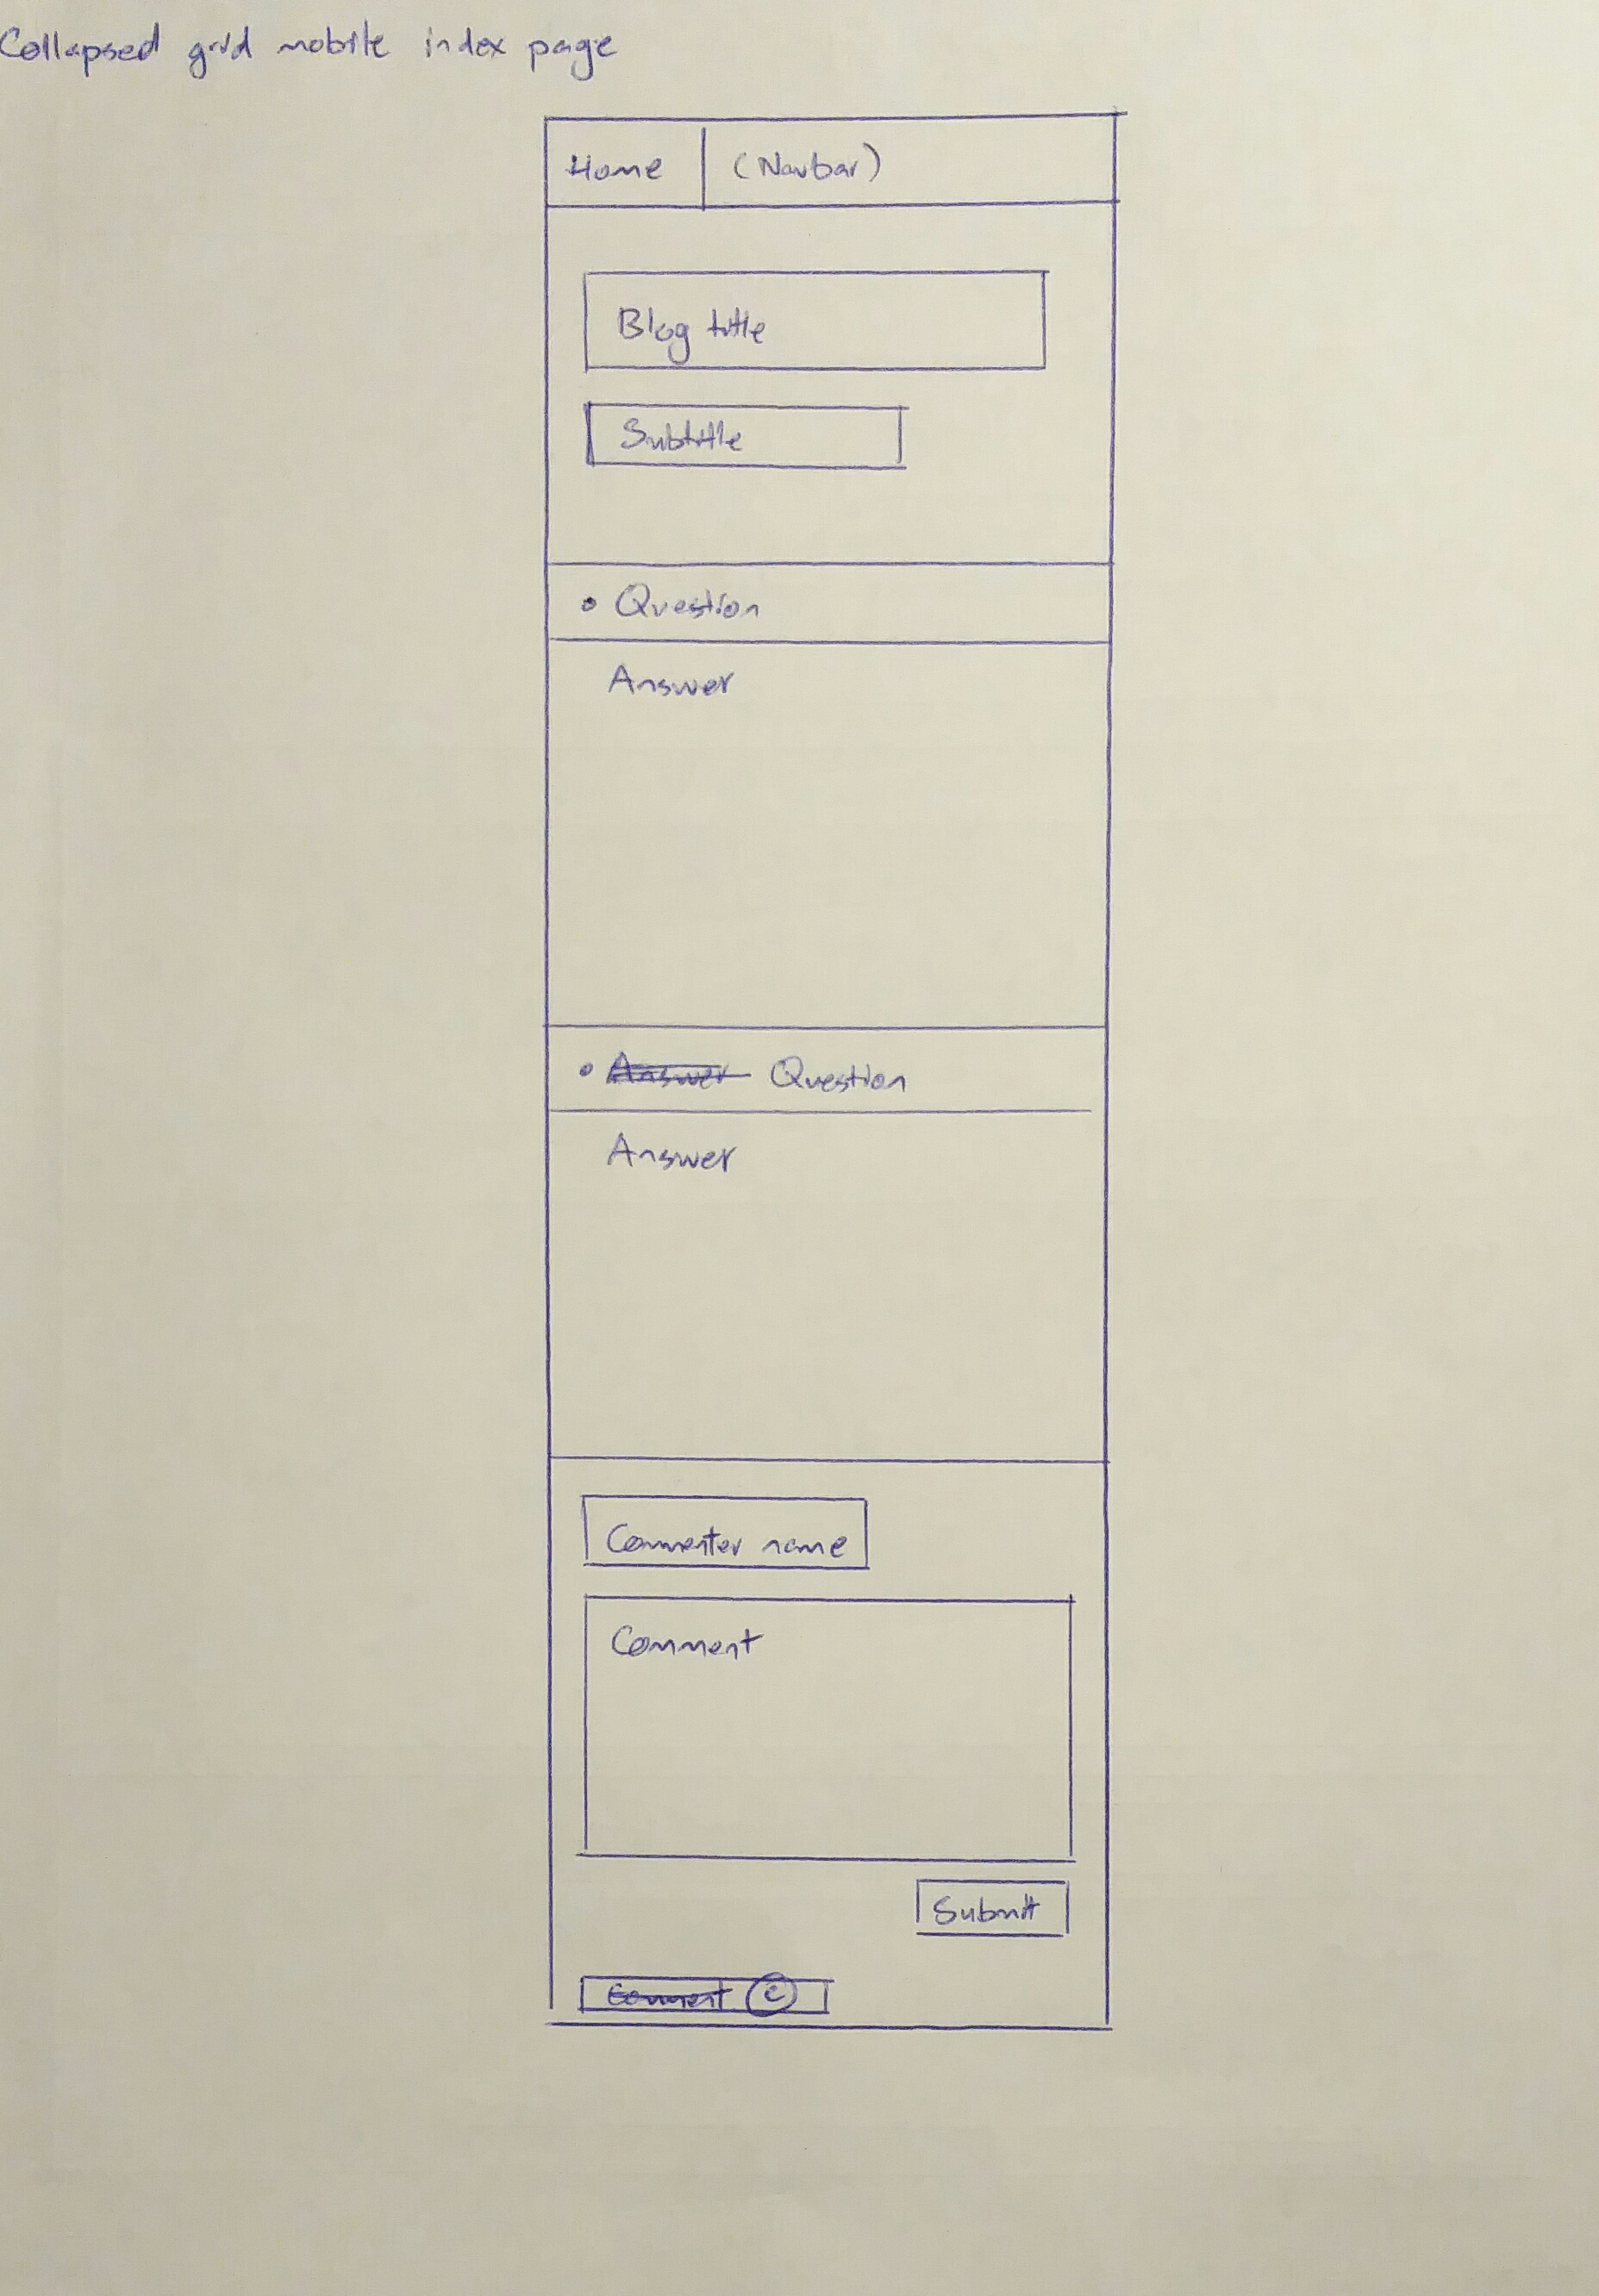 Collapsed grid mobile index page
Home (Navbar)
Blog title
Subtitle
• Question
Answer
• Answer Question
Answer
Commenter name
Comment
Submit
Comment ©